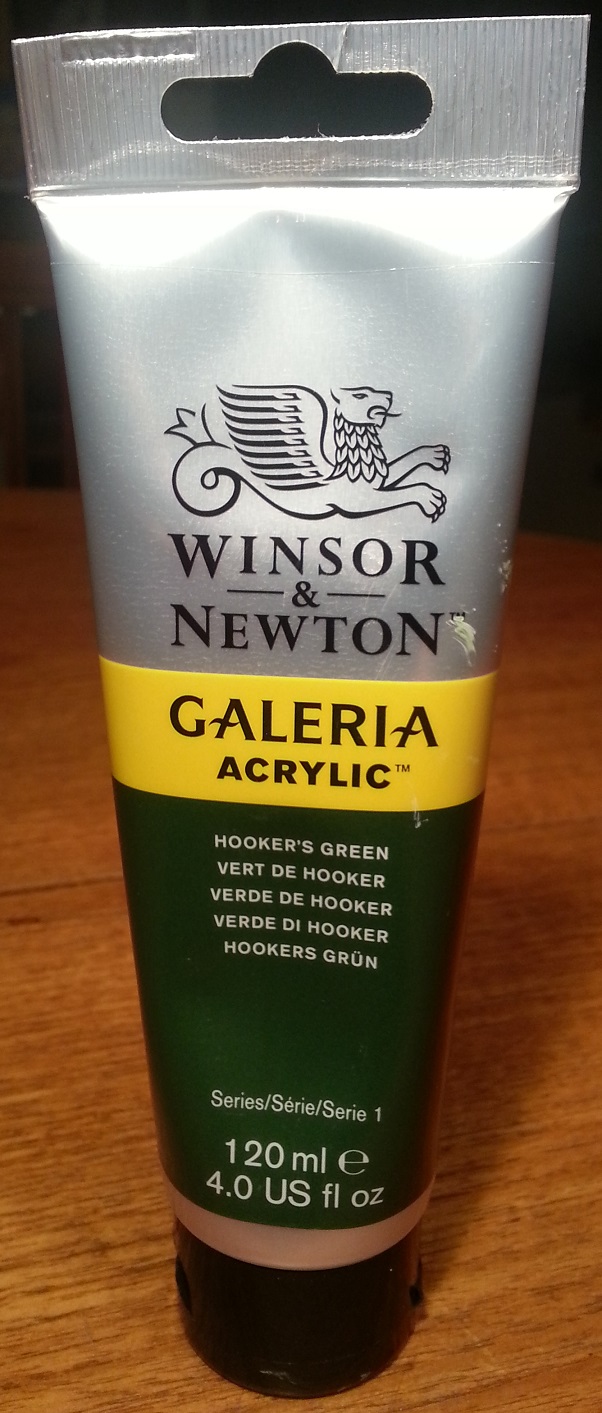 WINSOR
&
NEWTON™
GALERIA
ACRYLIC™
HOOKER'S GREEN
VERT DE HOOKER
VERDE DE HOOKER
VERDE DI HOOKER
HOOKERS GRÜN
Series/Série/Serie 1
120 ml ℮
4.0 US fl oz